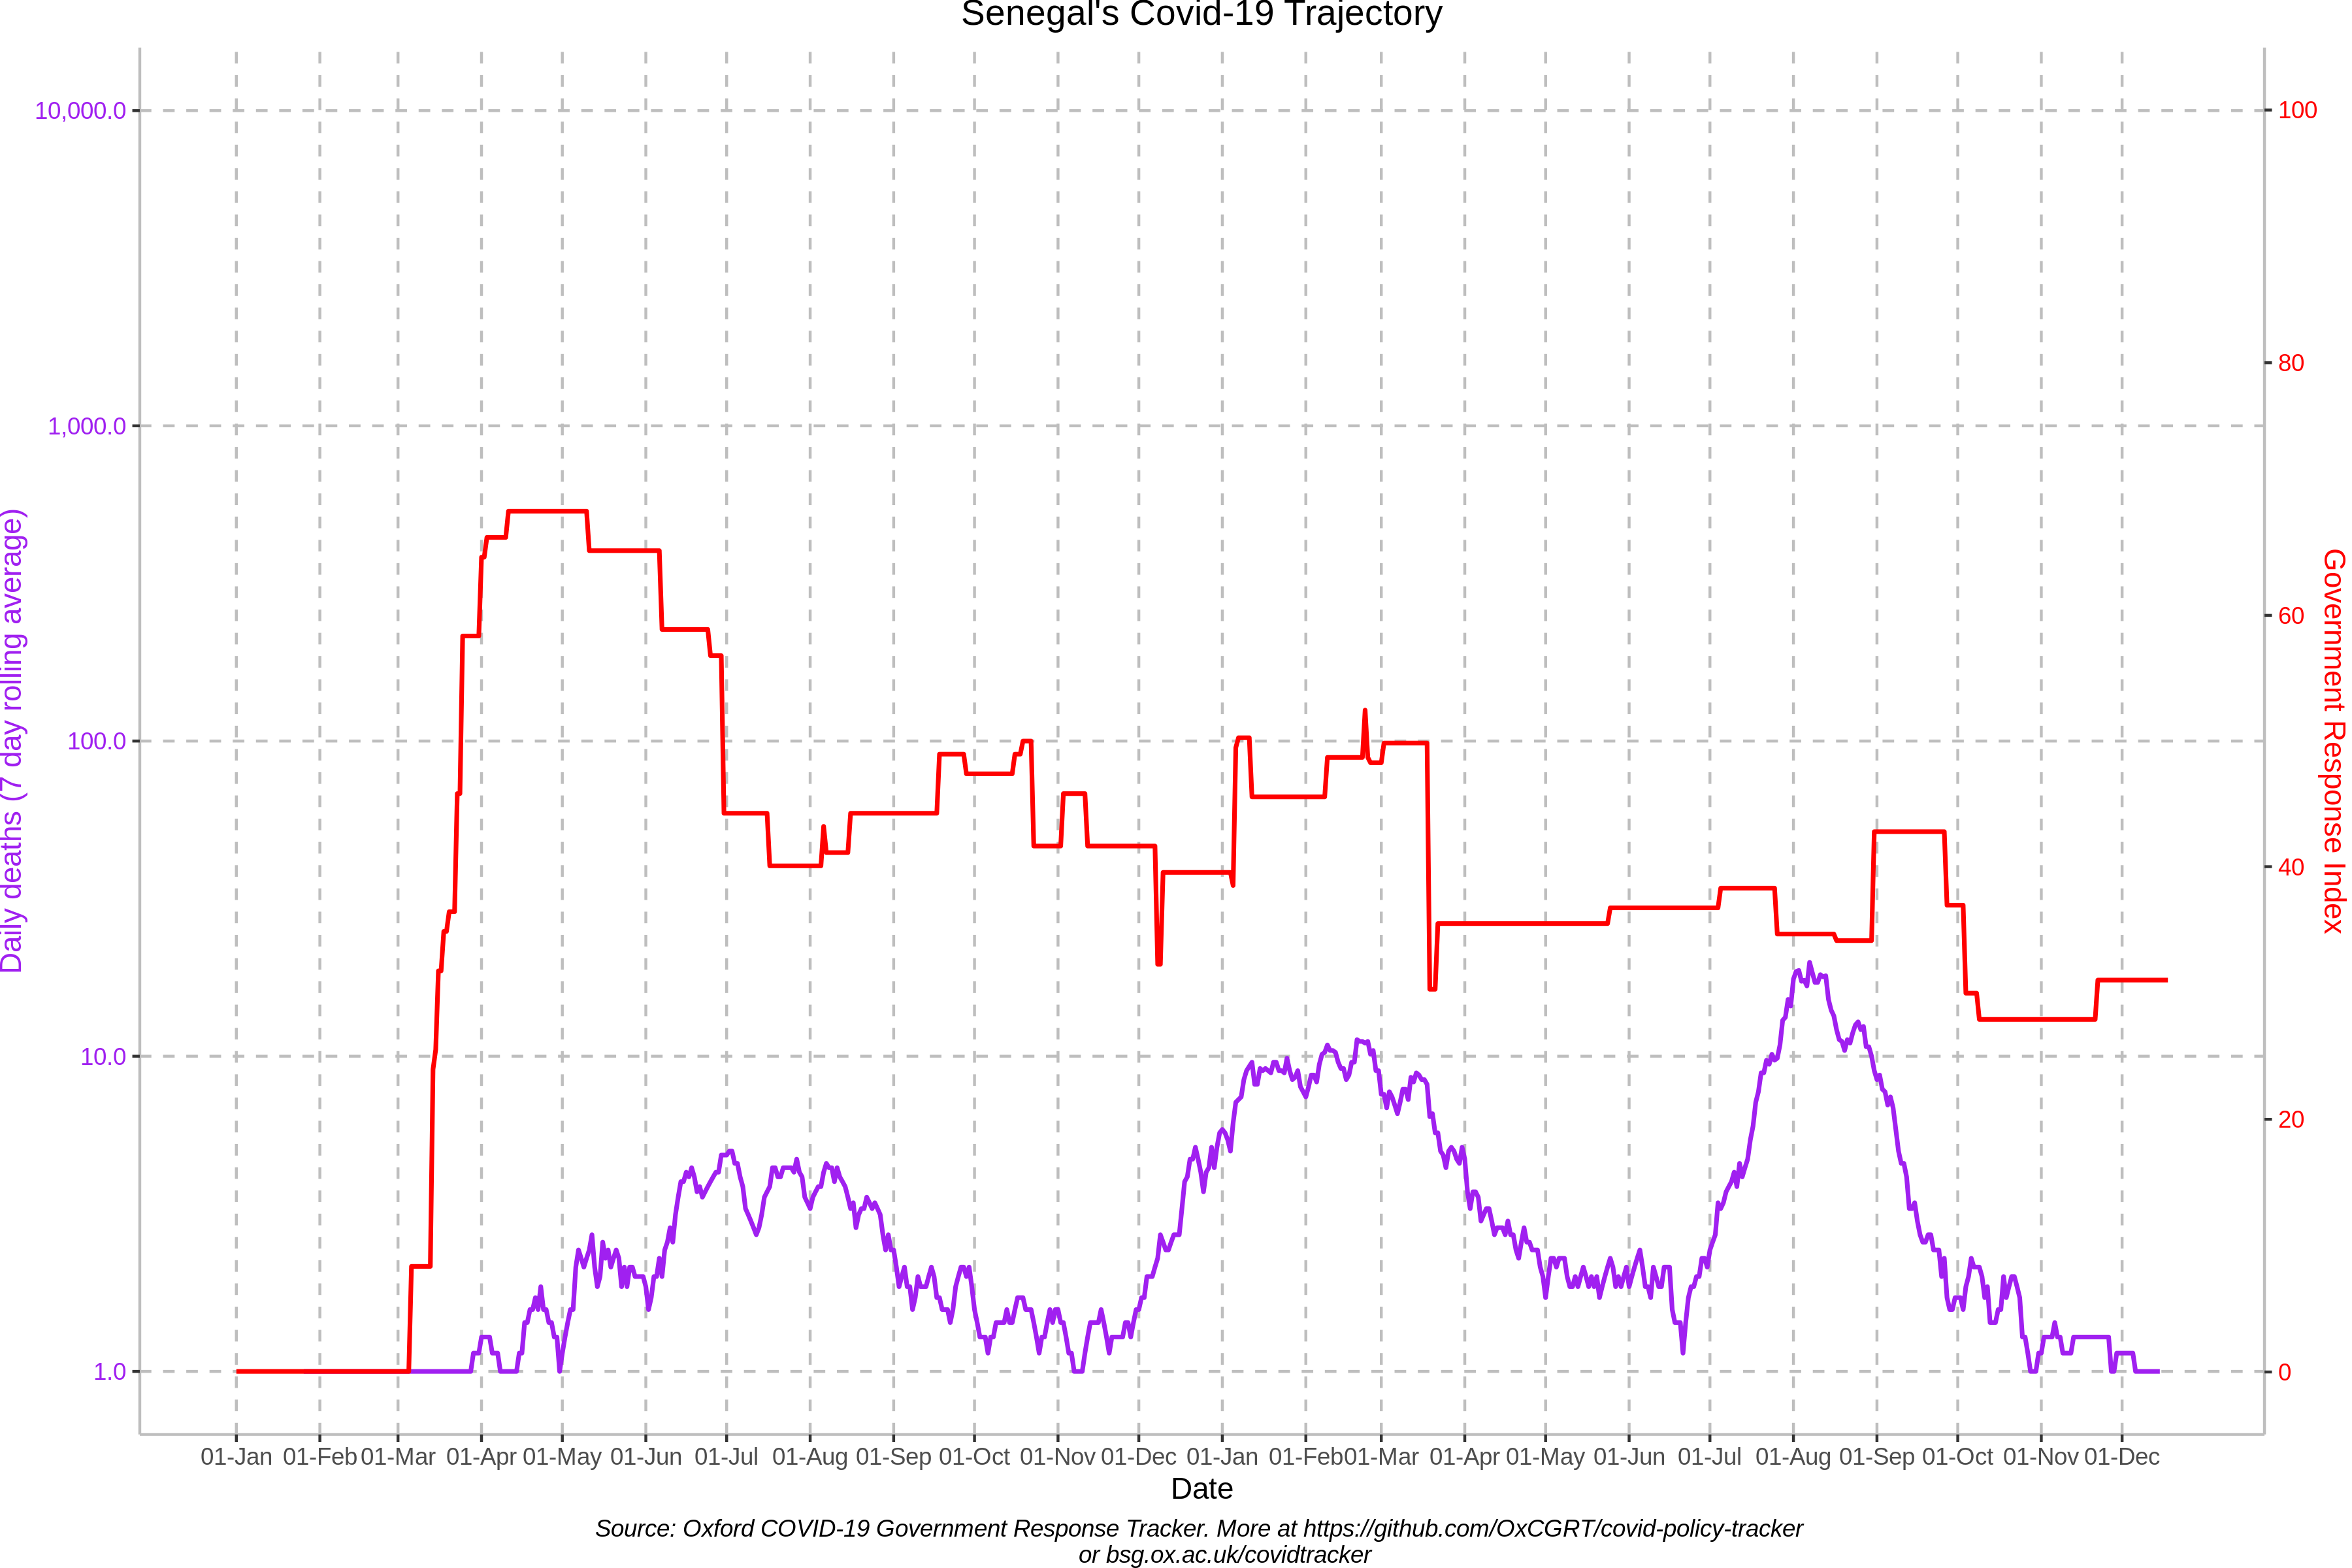 Senegal's Covid-19 Trajectory
10,000.0
1,000.0
100.0
10.0
1.0
Daily deaths (7 day rolling average)
100
80
60
40
20
0
Government Response Index
01-Jan 01-Feb 01-Mar 01-Apr 01-May 01-Jun 01-Jul 01-Aug 01-Sep 01-Oct 01-Nov 01-Dec 01-Jan 01-Feb 01-Mar 01-Apr 01-May 01-Jun 01-Jul 01-Aug 01-Sep 01-Oct 01-Nov 01-Dec
Date
Source: Oxford COVID-19 Government Response Tracker. More at https://github.com/OxCGRT/covid-policy-tracker
or bsg.ox.ac.uk/covidtracker